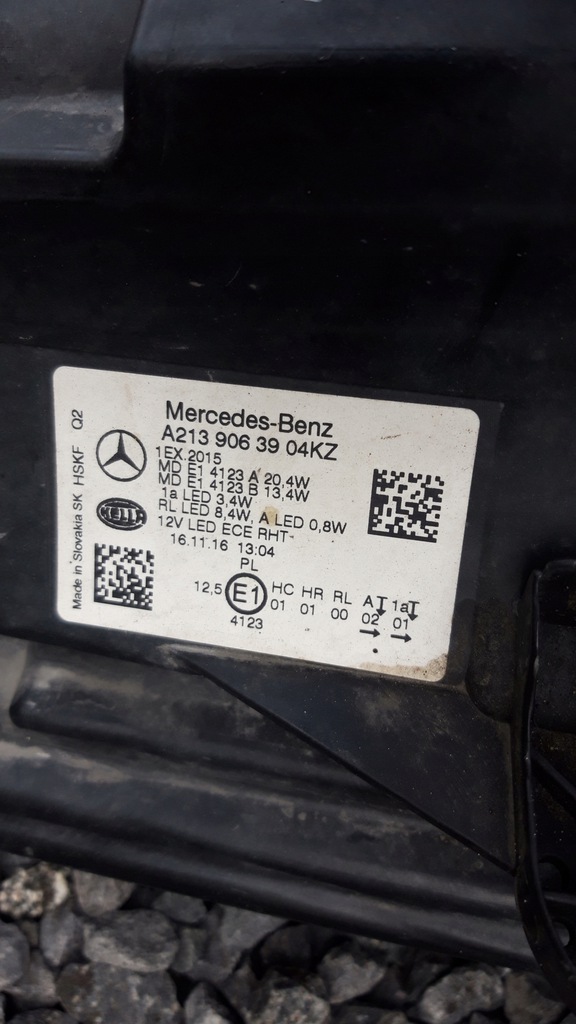 Mercedes-Benz
A213 906 39 04KZ
1EX.2015
MD E1 4123 A 20,4W
MD E1 4123 B 13,4W
1a LED 3,4W
RL LED 8,4W, A LED 0,8W
12V LED ECE RHT-
16.11.16 13:04
PL
12,5 E1 HC HR RL A 1a
01 01 00 02 01
4123
Made in Slovakia SK HSKF Q2
HELLA